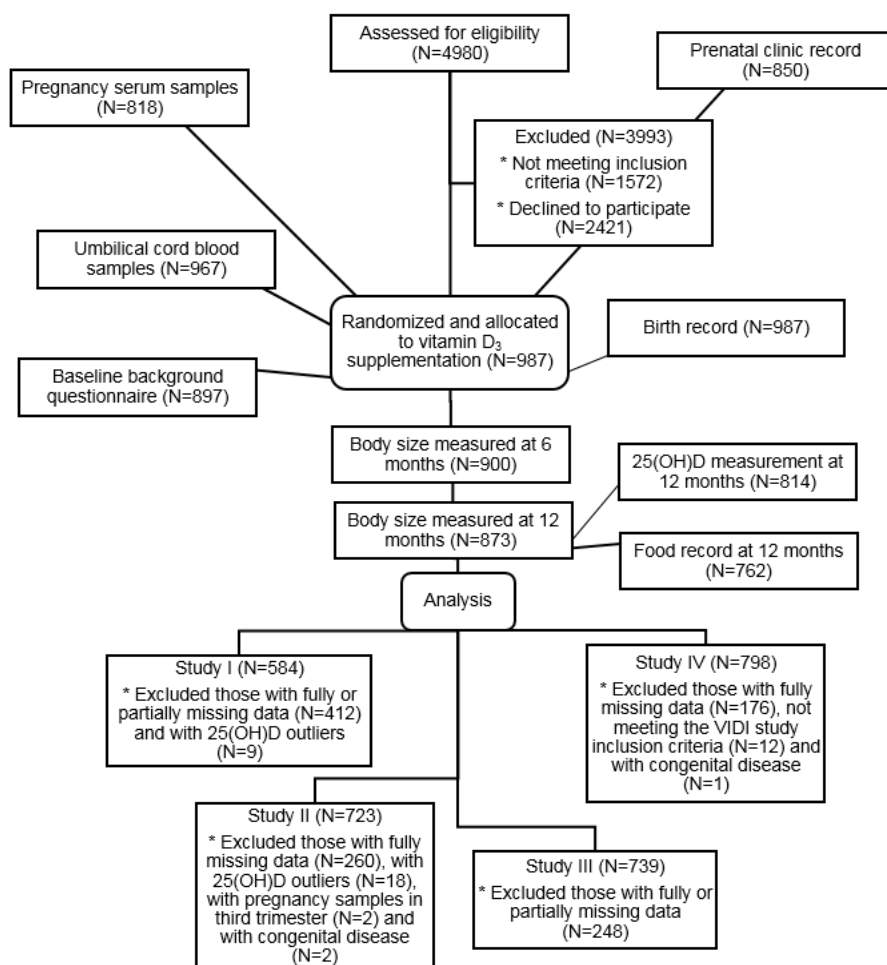 Assessed for eligibility
(N=4980)
Prenatal clinic record
(N=850)
Pregnancy serum samples
(N=818)
Excluded (N=3993)
* Not meeting inclusion
criteria (N=1572)
* Declined to participate
(N=2421)
Umbilical cord blood
samples (N=967)
Randomized and allocated
to vitamin D₃
supplementation (N=987)
Birth record (N=987)
Baseline background
questionnaire (N=897)
Body size measured at 6
months (N=900)
25(OH)D measurement at
12 months (N=814)
Body size measured at 12
months (N=873)
Food record at 12 months
(N=762)
Analysis
Study I (N=584)
* Excluded those with fully or
partially missing data (N=412)
and with 25(OH)D outliers
(N=9)
Study IV (N=798)
* Excluded those with fully
missing data (N=176), not
meeting the VIDI study
inclusion criteria (N=12) and
with congenital disease
(N=1)
Study II (N=723)
* Excluded those with fully
missing data (N=260), with
25(OH)D outliers (N=18),
with pregnancy samples in
third trimester (N=2) and
with congenital disease
(N=2)
Study III (N=739)
* Excluded those with fully or
partially missing data
(N=248)